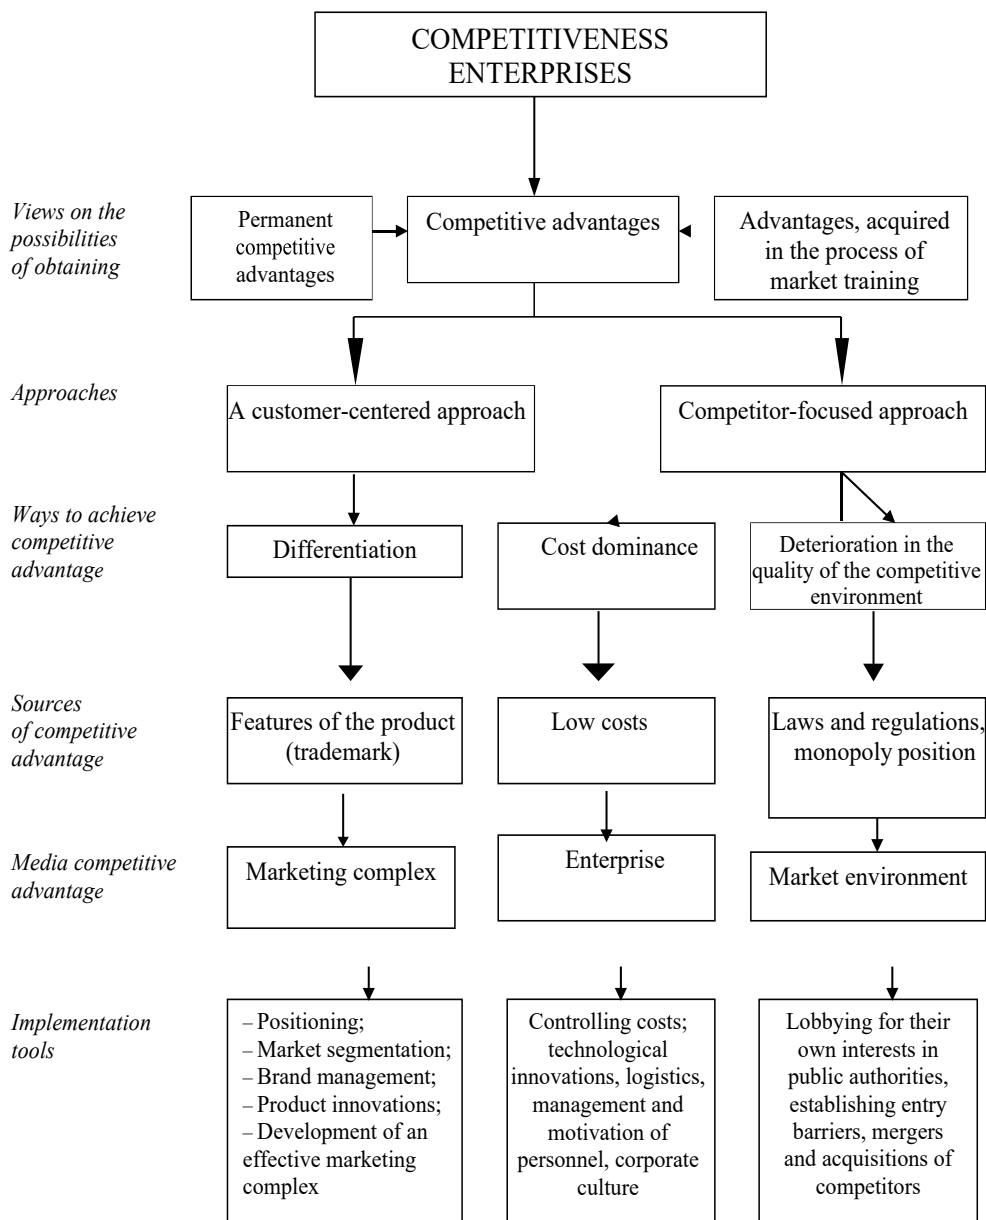 COMPETITIVENESS
ENTERPRISES
Views on the
possibilities
of obtaining
Permanent
competitive
advantages
Competitive advantages
Advantages, acquired
in the process of
market training
Approaches
A customer-centered approach
Competitor-focused approach
Ways to achieve
competitive
advantage
Differentiation
Cost dominance
Deterioration in the
quality of the competitive
environment
Sources
of competitive
advantage
Features of the product
(trademark)
Low costs
Laws and regulations,
monopoly position
Media competitive
advantage
Marketing complex
Enterprise
Market environment
Implementation
tools
– Positioning;
– Market segmentation;
– Brand management;
– Product innovations;
– Development of an
effective marketing
complex
Controlling costs;
technological
innovations, logistics,
management and
motivation of
personnel, corporate
culture
Lobbying for their
own interests in
public authorities,
establishing entry
barriers, mergers
and acquisitions of
competitors